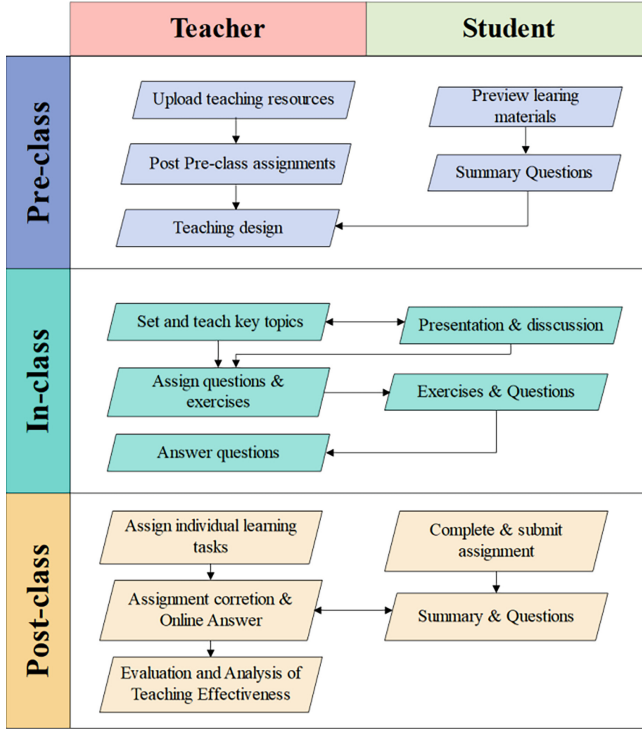 Teacher
Student
Pre-class
Upload teaching resources
Preview learing
materials
Post Pre-class assignments
Summary Questions
Teaching design
In-class
Set and teach key topics
Presentation & disscussion
Assign questions &
exercises
Exercises & Questions
Answer questions
Post-class
Assign individual learning
tasks
Complete & submit
assignment
Assignment corretion &
Online Answer
Summary & Questions
Evaluation and Analysis of
Teaching Effectiveness